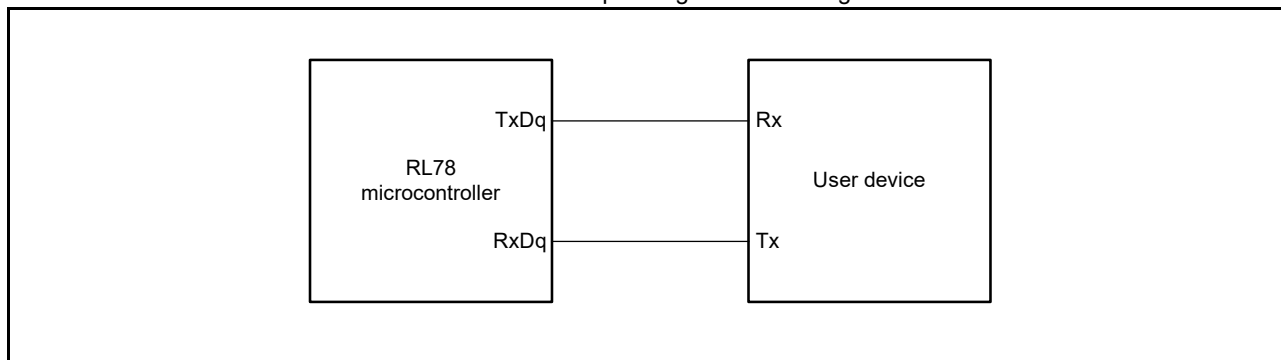 TxDq
Rx
RL78
microcontroller
User device
RxDq
Tx